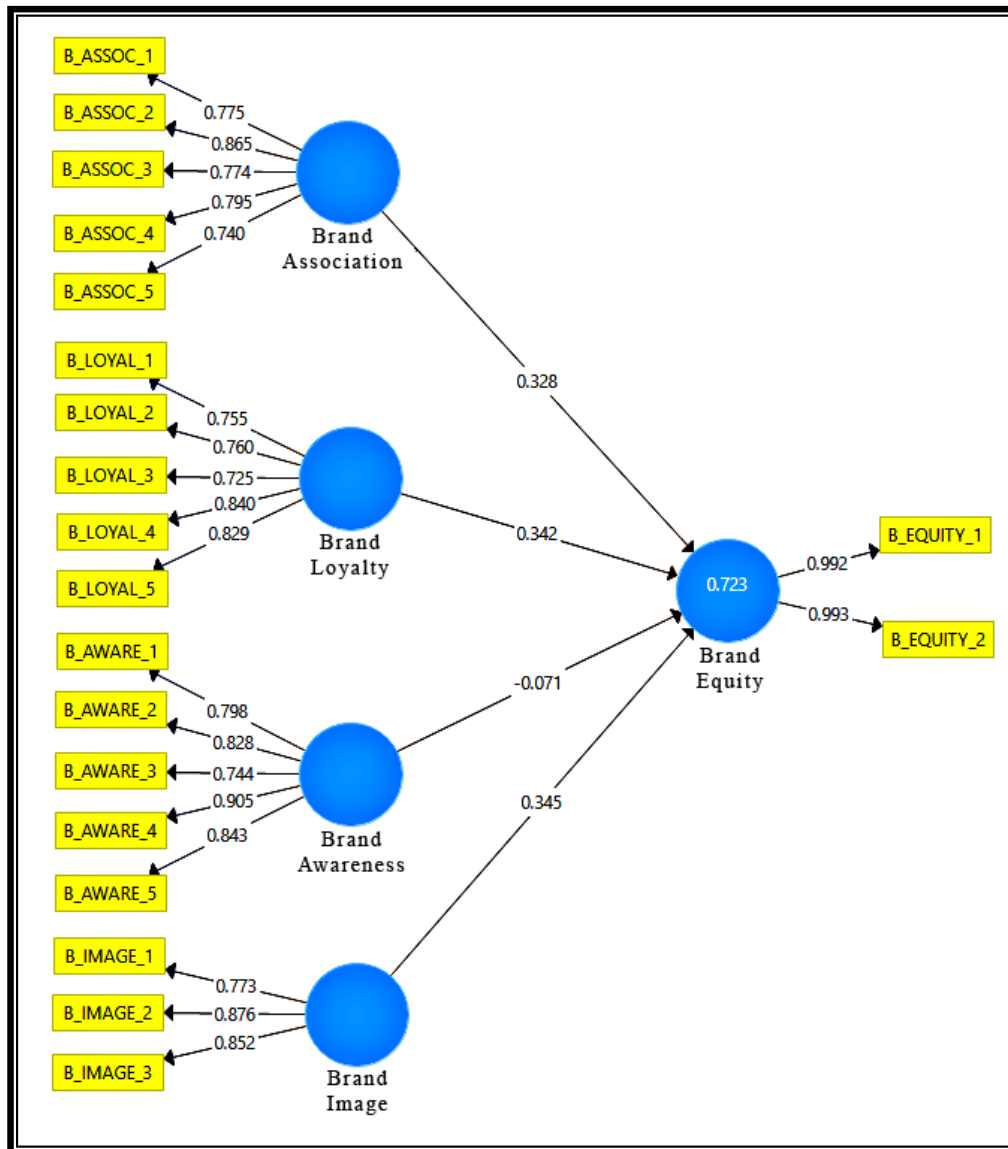 B_ASSOC_1
0.775
B_ASSOC_2
0.865
B_ASSOC_3
0.774
B_ASSOC_4
0.795
B_ASSOC_5
0.740
Brand
Association
0.328
B_LOYAL_1
0.755
B_LOYAL_2
0.760
B_LOYAL_3
0.725
B_LOYAL_4
0.840
B_LOYAL_5
0.829
Brand
Loyalty
0.342
B_AWARE_1
0.798
B_AWARE_2
0.828
B_AWARE_3
0.744
B_AWARE_4
0.905
B_AWARE_5
0.843
Brand
Awareness
-0.071
B_IMAGE_1
0.773
B_IMAGE_2
0.876
B_IMAGE_3
0.852
Brand
Image
0.345
0.723
Brand
Equity
0.992
B_EQUITY_1
0.993
B_EQUITY_2